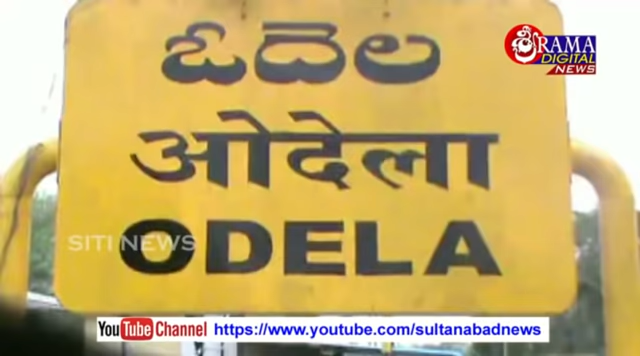 శ్రీRAMA
DIGITAL
NEWS
ఓదెల
ओदेला
ODELA
SITI NEWS
YouTube Channel https://www.youtube.com/sultanabadnews